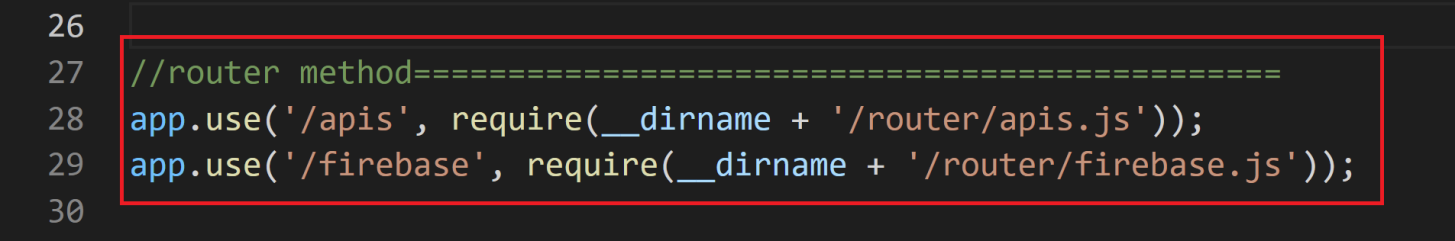 26
27 //router method==============================================
28 app.use('/apis', require(__dirname + '/router/apis.js'));
29 app.use('/firebase', require(__dirname + '/router/firebase.js'));
30